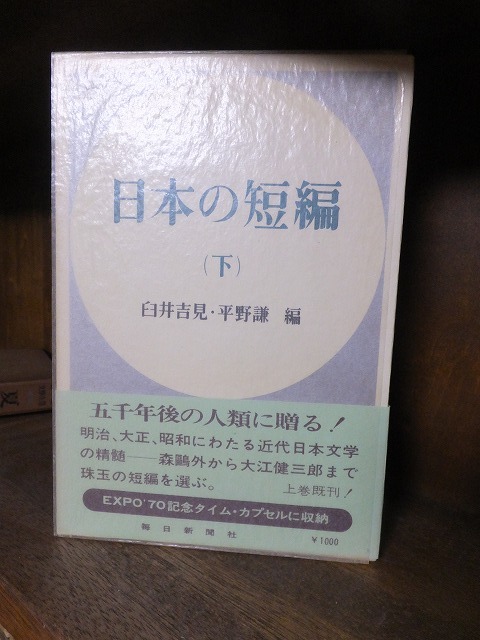 日本の短編
(下)
臼井吉見・平野謙 編
五千年後の人類に贈る!
明治、大正、昭和にわたる近代日本文学
の精髄――森鷗外から大江健三郎まで
珠玉の短編を選ぶ。 上巻既刊!
EXPO'70記念タイム・カプセルに収納
毎日新聞社
￥1000